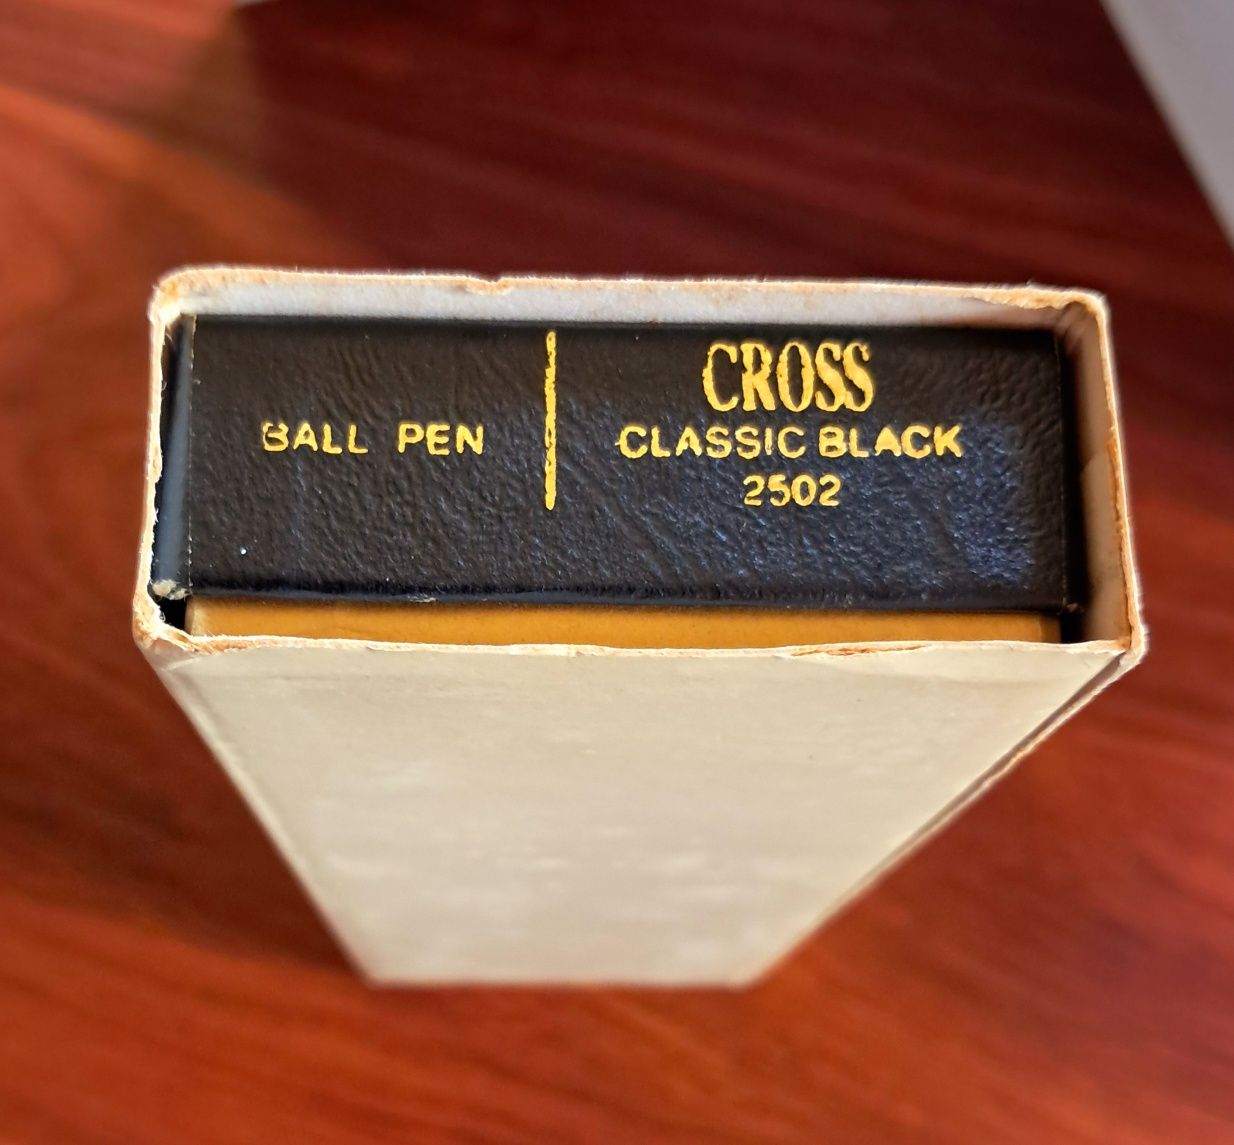 BALL PEN
CROSS
CLASSIC BLACK
2502